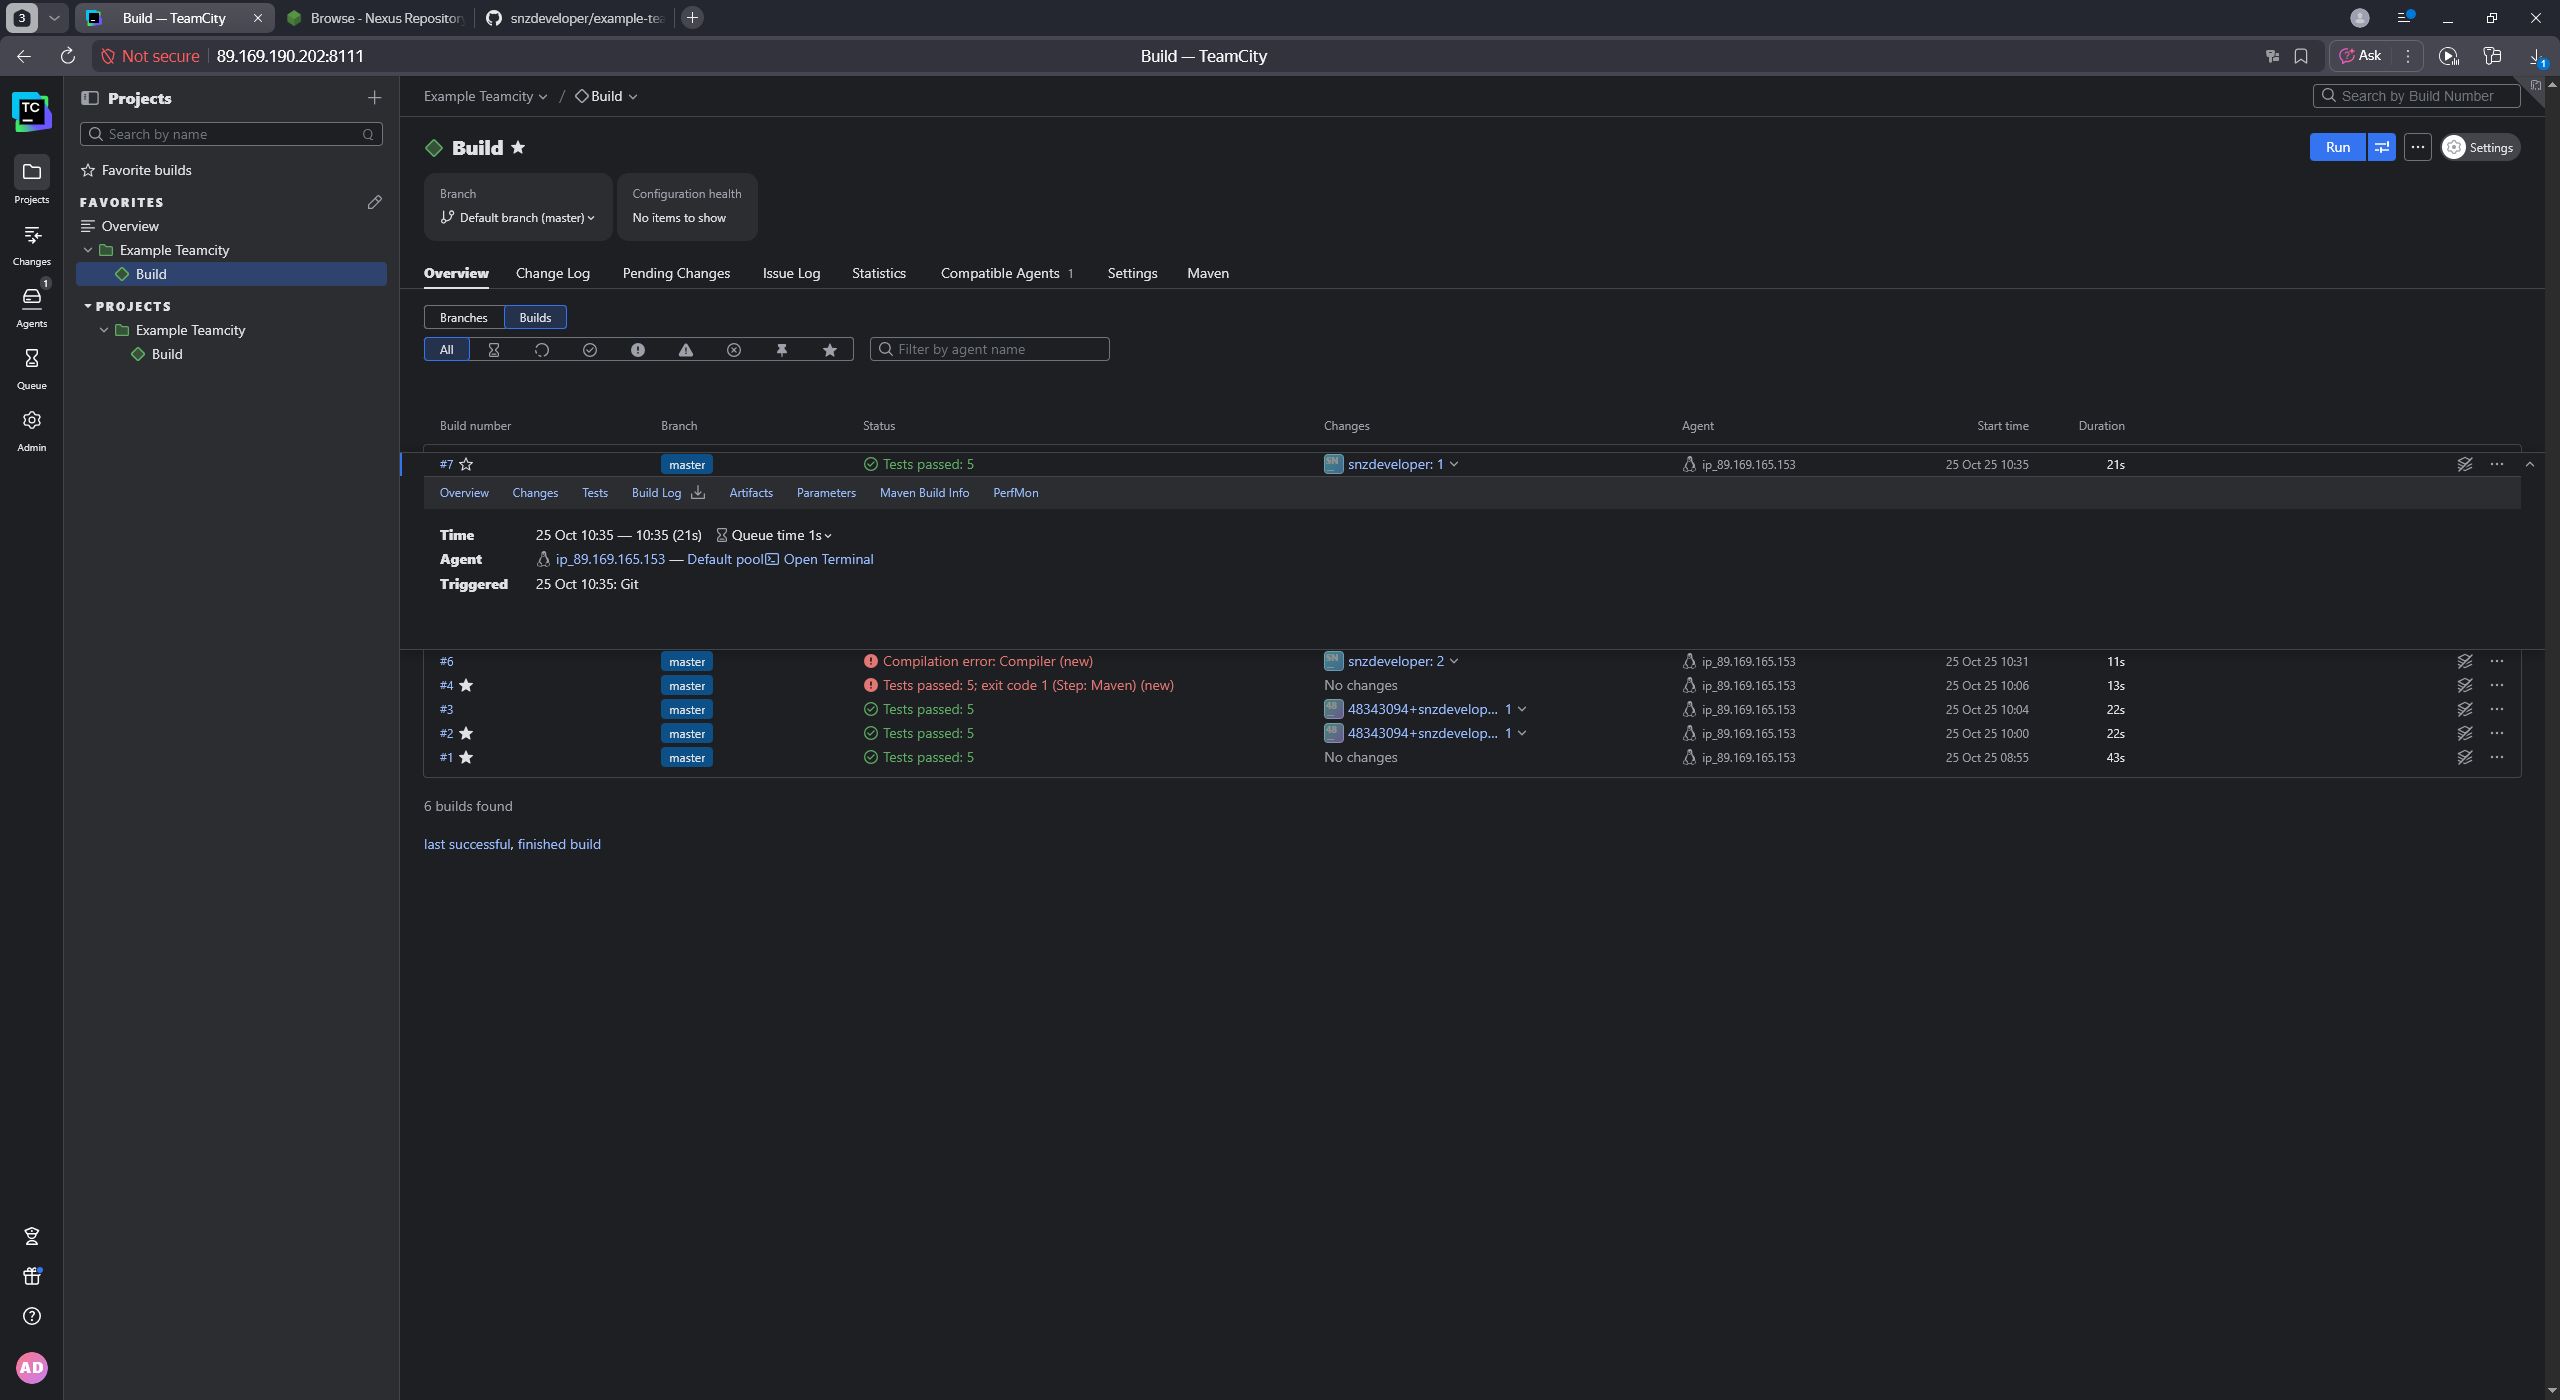 3
Build — TeamCity
Browse - Nexus Repository
snzdeveloper/example-tea
Not secure
89.169.190.202:8111
Build — TeamCity
Ask
1
TC
Projects
Changes
1
Agents
Queue
Admin
AD
Projects
Search by name
Q
Favorite builds
FAVORITES
Overview
Example Teamcity
Build
PROJECTS
Example Teamcity
Build
Example Teamcity / Build
Search by Build Number
Build
Run
Settings
Branch
Default branch (master)
Configuration health
No items to show
Overview Change Log Pending Changes Issue Log Statistics Compatible Agents 1 Settings Maven
Branches Builds
All
Filter by agent name
Build number Branch Status Changes Agent Start time Duration
#7 master Tests passed: 5 SN snzdeveloper: 1 ip_89.169.165.153 25 Oct 25 10:35 21s
Overview Changes Tests Build Log Artifacts Parameters Maven Build Info PerfMon
Time 25 Oct 10:35 — 10:35 (21s) Queue time 1s
Agent ip_89.169.165.153 — Default pool Open Terminal
Triggered 25 Oct 10:35: Git
#6 master Compilation error: Compiler (new) SN snzdeveloper: 2 ip_89.169.165.153 25 Oct 25 10:31 11s
#4 master Tests passed: 5; exit code 1 (Step: Maven) (new) No changes ip_89.169.165.153 25 Oct 25 10:06 13s
#3 master Tests passed: 5 48 48343094+snzdevelop... 1 ip_89.169.165.153 25 Oct 25 10:04 22s
#2 master Tests passed: 5 48 48343094+snzdevelop... 1 ip_89.169.165.153 25 Oct 25 10:00 22s
#1 master Tests passed: 5 No changes ip_89.169.165.153 25 Oct 25 08:55 43s
6 builds found
last successful, finished build